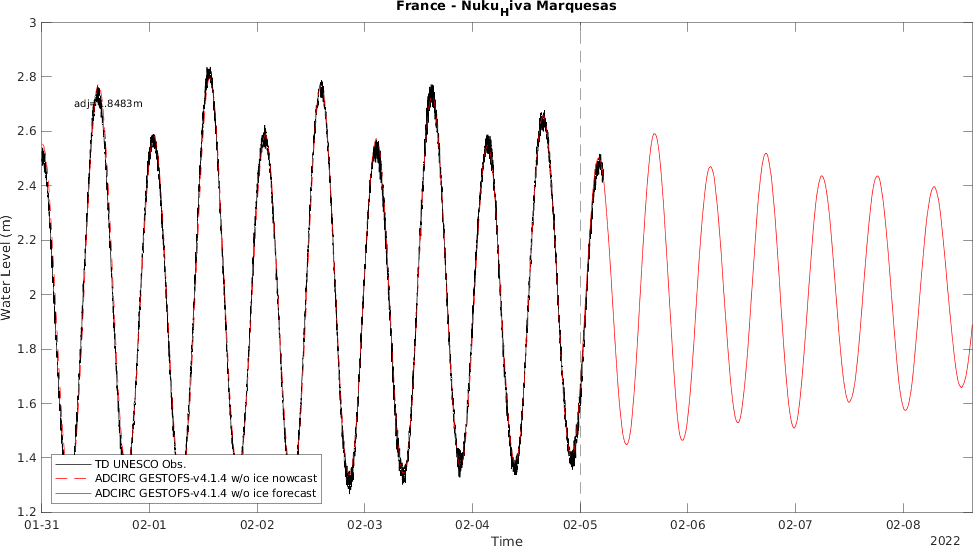 France - Nuku_Hiva Marquesas
3
2.8
2.6
2.4
2.2
2
1.8
1.6
1.4
1.2
Water Level (m)
TD UNESCO Obs.
ADCIRC GESTOFS-v4.1.4 w/o ice nowcast
ADCIRC GESTOFS-v4.1.4 w/o ice forecast
01-31 02-01 02-02 02-03 02-04 02-05 02-06 02-07 02-08
Time
2022